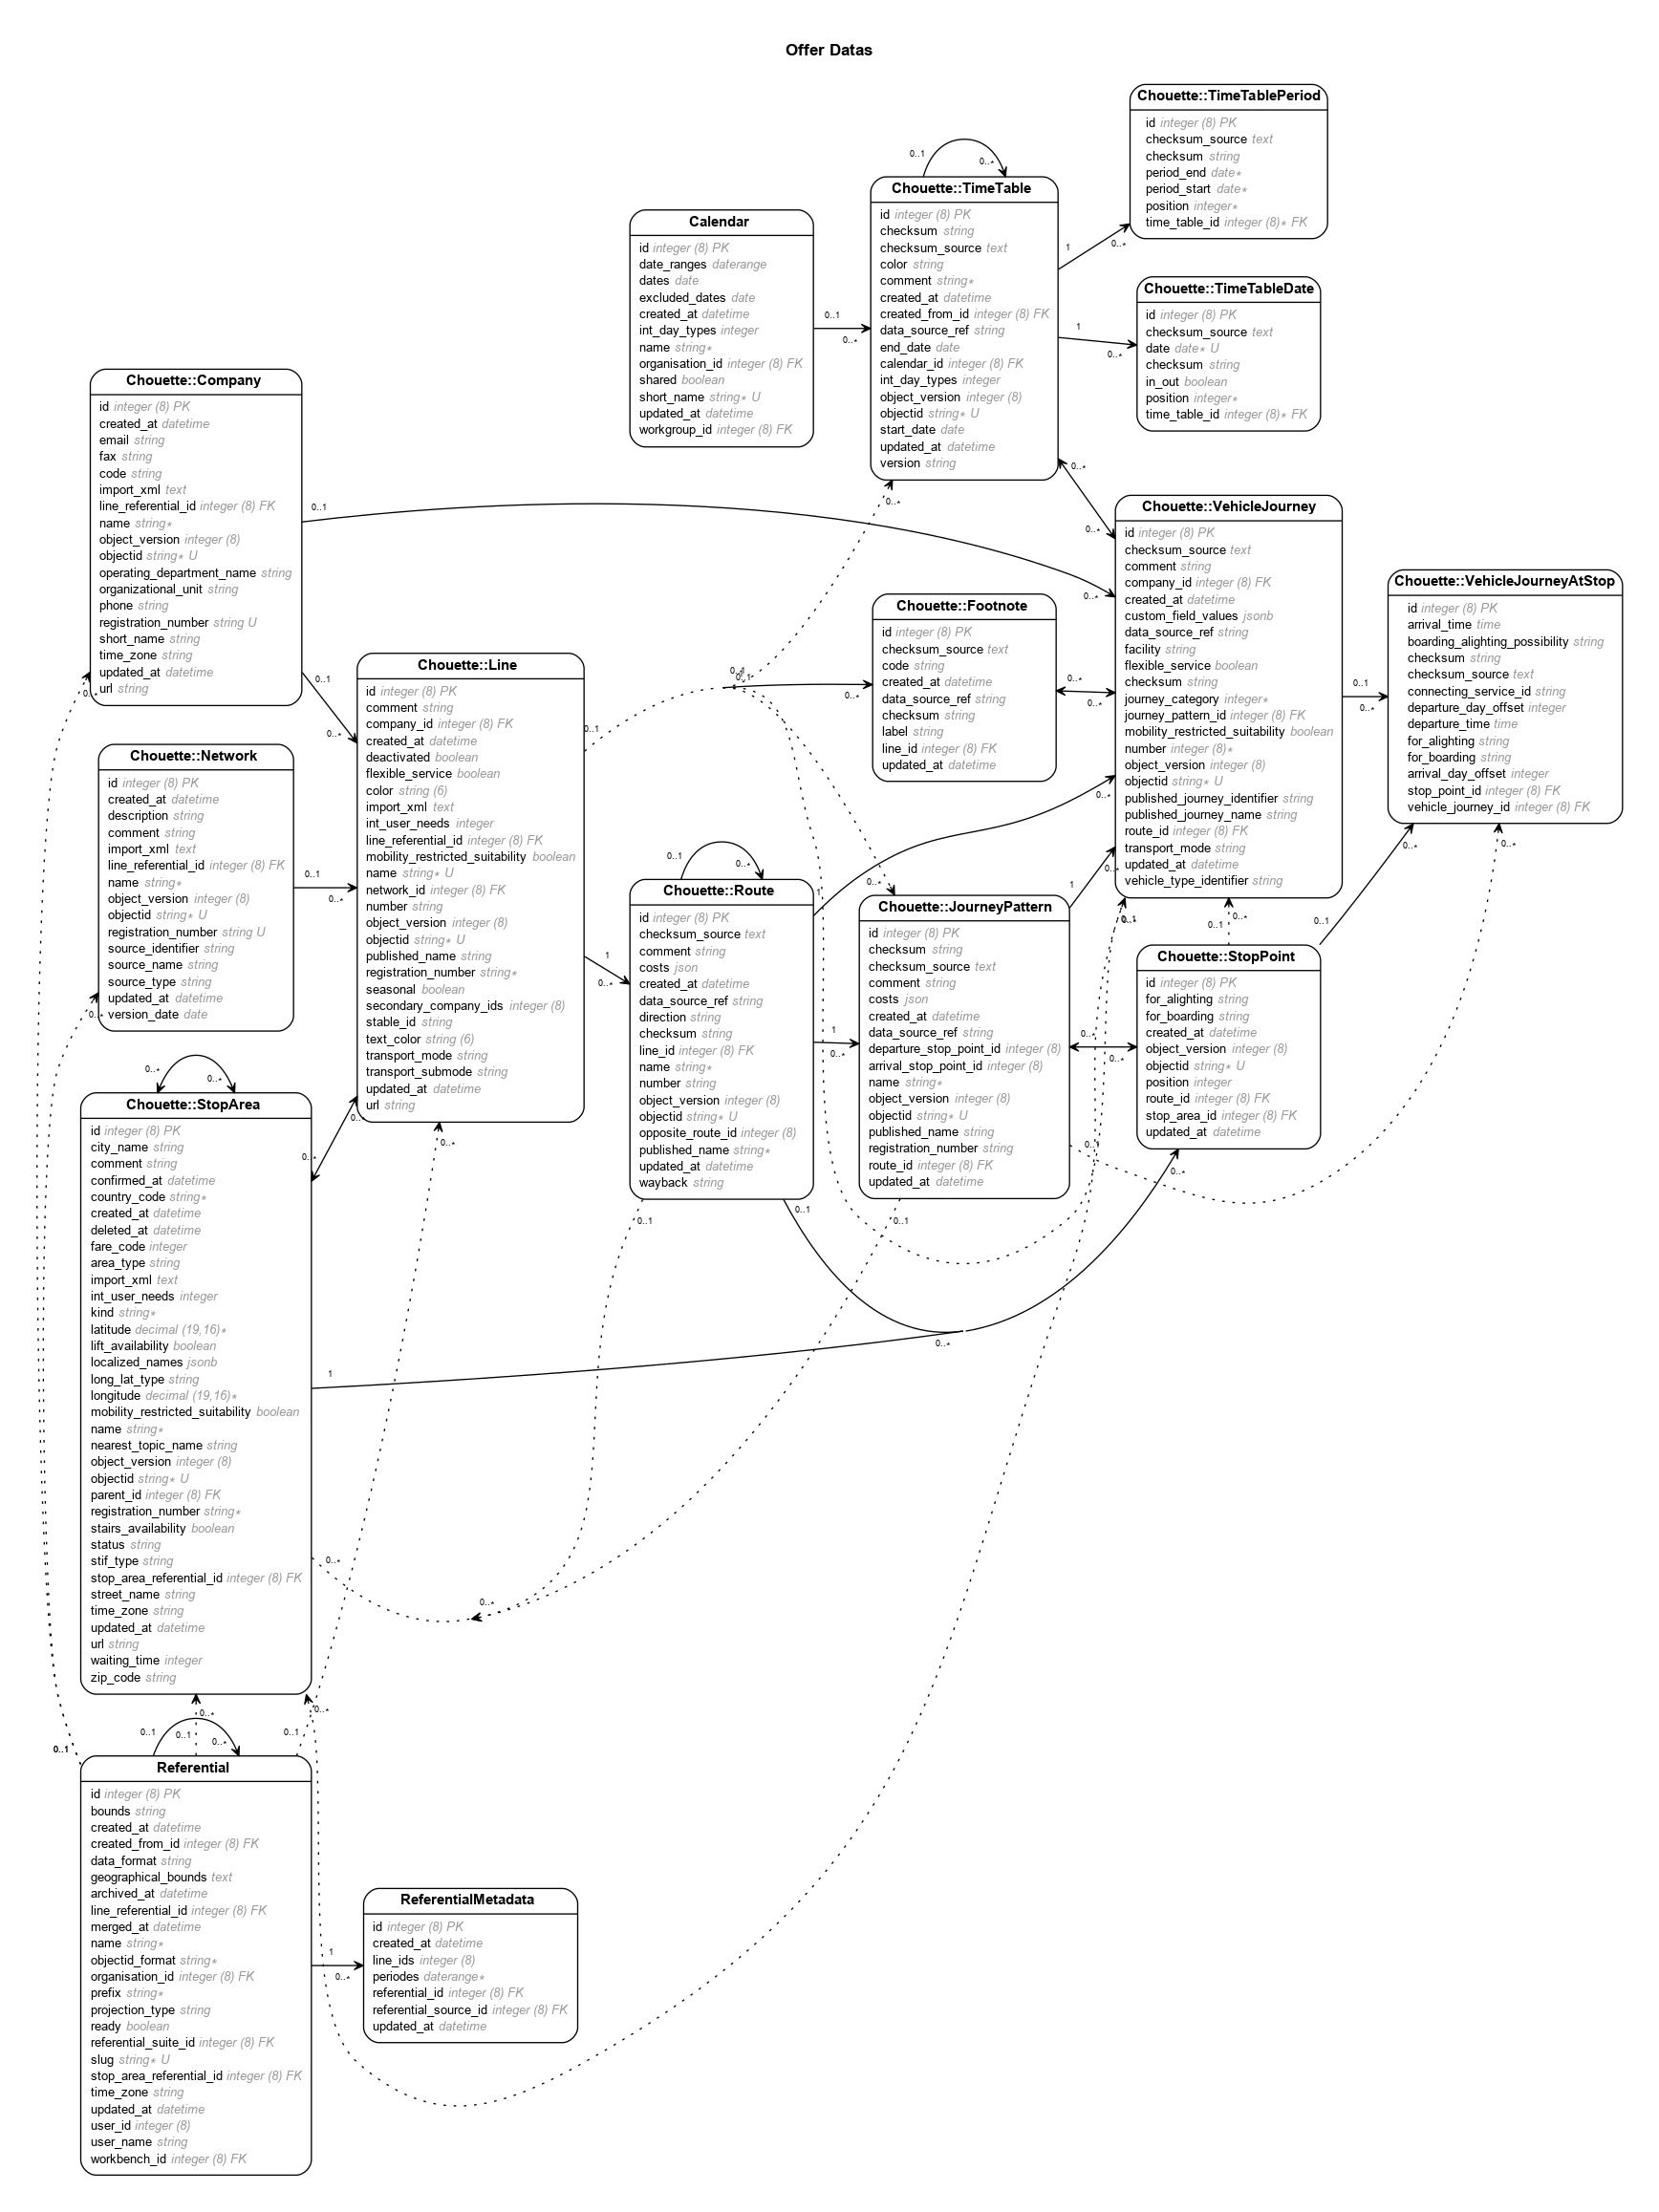 Offer Datas
Chouette::TimeTablePeriod
id integer (8) PK
checksum_source text
checksum string
period_end date∗
period_start date∗
position integer∗
time_table_id integer (8)∗ FK
Chouette::TimeTable
id integer (8) PK
checksum string
checksum_source text
color string
comment string∗
created_at datetime
created_from_id integer (8) FK
data_source_ref string
end_date date
calendar_id integer (8) FK
int_day_types integer
object_version integer (8)
objectid string∗ U
start_date date
updated_at datetime
version string
Calendar
id integer (8) PK
date_ranges daterange
dates date
excluded_dates date
created_at datetime
int_day_types integer
name string∗
organisation_id integer (8) FK
shared boolean
short_name string∗ U
updated_at datetime
workgroup_id integer (8) FK
Chouette::TimeTableDate
id integer (8) PK
checksum_source text
date date∗ U
checksum string
in_out boolean
position integer∗
time_table_id integer (8)∗ FK
Chouette::Company
id integer (8) PK
created_at datetime
email string
fax string
code string
import_xml text
line_referential_id integer (8) FK
name string∗
object_version integer (8)
objectid string∗ U
operating_department_name string
organizational_unit string
phone string
registration_number string U
short_name string
time_zone string
updated_at datetime
url string
Chouette::VehicleJourney
id integer (8) PK
checksum_source text
comment string
company_id integer (8) FK
created_at datetime
custom_field_values jsonb
data_source_ref string
facility string
flexible_service boolean
checksum string
journey_category integer∗
journey_pattern_id integer (8) FK
mobility_restricted_suitability boolean
number integer (8)∗
object_version integer (8)
objectid string∗ U
published_journey_identifier string
published_journey_name string
route_id integer (8) FK
transport_mode string
updated_at datetime
vehicle_type_identifier string
Chouette::VehicleJourneyAtStop
id integer (8) PK
arrival_time time
boarding_alighting_possibility string
checksum string
checksum_source text
connecting_service_id string
departure_day_offset integer
departure_time time
for_alighting string
for_boarding string
arrival_day_offset integer
stop_point_id integer (8) FK
vehicle_journey_id integer (8) FK
Chouette::Footnote
id integer (8) PK
checksum_source text
code string
created_at datetime
data_source_ref string
checksum string
label string
line_id integer (8) FK
updated_at datetime
Chouette::Line
id integer (8) PK
comment string
company_id integer (8) FK
created_at datetime
deactivated boolean
flexible_service boolean
color string (6)
import_xml text
int_user_needs integer
line_referential_id integer (8) FK
mobility_restricted_suitability boolean
name string∗ U
network_id integer (8) FK
number string
object_version integer (8)
objectid string∗ U
published_name string
registration_number string∗
seasonal boolean
secondary_company_ids integer (8)
stable_id string
text_color string (6)
transport_mode string
transport_submode string
updated_at datetime
url string
Chouette::Network
id integer (8) PK
created_at datetime
description string
comment string
import_xml text
line_referential_id integer (8) FK
name string∗
object_version integer (8)
objectid string∗ U
registration_number string U
source_identifier string
source_name string
source_type string
updated_at datetime
version_date date
Chouette::Route
id integer (8) PK
checksum_source text
comment string
costs json
created_at datetime
data_source_ref string
direction string
checksum string
line_id integer (8) FK
name string∗
number string
object_version integer (8)
objectid string∗ U
opposite_route_id integer (8)
published_name string∗
updated_at datetime
wayback string
Chouette::JourneyPattern
id integer (8) PK
checksum string
checksum_source text
comment string
costs json
created_at datetime
data_source_ref string
departure_stop_point_id integer (8)
arrival_stop_point_id integer (8)
name string∗
object_version integer (8)
objectid string∗ U
published_name string
registration_number string
route_id integer (8) FK
updated_at datetime
Chouette::StopPoint
id integer (8) PK
for_alighting string
for_boarding string
created_at datetime
object_version integer (8)
objectid string∗ U
position integer
route_id integer (8) FK
stop_area_id integer (8) FK
updated_at datetime
Chouette::StopArea
id integer (8) PK
city_name string
comment string
confirmed_at datetime
country_code string∗
created_at datetime
deleted_at datetime
fare_code integer
area_type string
import_xml text
int_user_needs integer
kind string∗
latitude decimal (19,16)∗
lift_availability boolean
localized_names jsonb
long_lat_type string
longitude decimal (19,16)∗
mobility_restricted_suitability boolean
name string∗
nearest_topic_name string
object_version integer (8)
objectid string∗ U
parent_id integer (8) FK
registration_number string∗
stairs_availability boolean
status string
stif_type string
stop_area_referential_id integer (8) FK
street_name string
time_zone string
updated_at datetime
url string
waiting_time integer
zip_code string
Referential
id integer (8) PK
bounds string
created_at datetime
created_from_id integer (8) FK
data_format string
geographical_bounds text
archived_at datetime
line_referential_id integer (8) FK
merged_at datetime
name string∗
objectid_format string∗
organisation_id integer (8) FK
prefix string∗
projection_type string
ready boolean
referential_suite_id integer (8) FK
slug string∗ U
stop_area_referential_id integer (8) FK
time_zone string
updated_at datetime
user_id integer (8)
user_name string
workbench_id integer (8) FK
ReferentialMetadata
id integer (8) PK
created_at datetime
line_ids integer (8)
periodes daterange∗
referential_id integer (8) FK
referential_source_id integer (8) FK
updated_at datetime